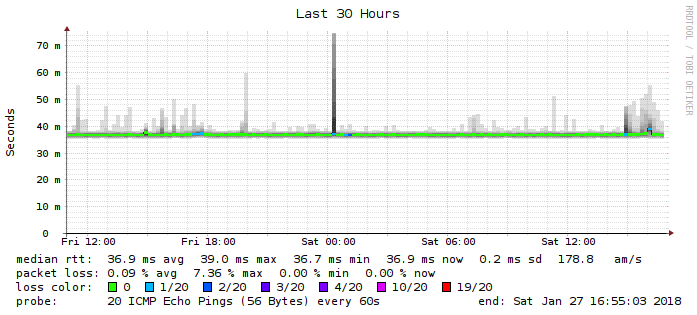 Last 30 Hours
RRDTOOL / TOBI OETIKER
Seconds
70 m
60 m
50 m
40 m
30 m
20 m
10 m
0
Fri 12:00 Fri 18:00 Sat 00:00 Sat 06:00 Sat 12:00
median rtt: 36.9 ms avg 39.0 ms max 36.7 ms min 36.9 ms now 0.2 ms sd 178.8 am/s
packet loss: 0.09 % avg 7.36 % max 0.00 % min 0.00 % now
loss color: 0 1/20 2/20 3/20 4/20 10/20 19/20
probe: 20 ICMP Echo Pings (56 Bytes) every 60s end: Sat Jan 27 16:55:03 2018